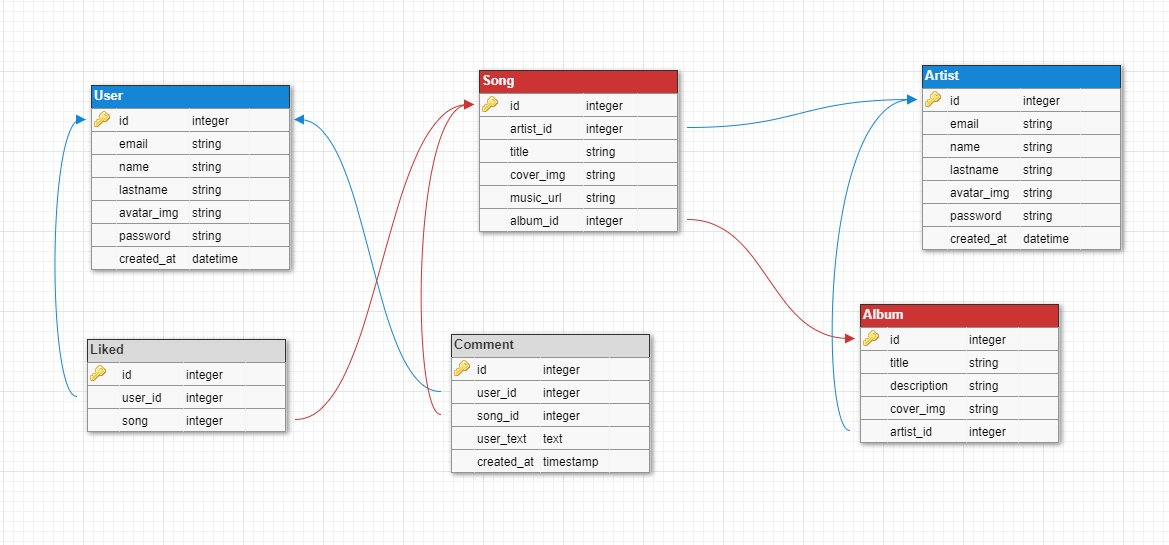 User
id integer
email string
name string
lastname string
avatar_img string
password string
created_at datetime
Song
id integer
artist_id integer
title string
cover_img string
music_url string
album_id integer
Artist
id integer
email string
name string
lastname string
avatar_img string
password string
created_at datetime
Liked
id integer
user_id integer
song integer
Comment
id integer
user_id integer
song_id integer
user_text text
created_at timestamp
Album
id integer
title string
description string
cover_img string
artist_id integer